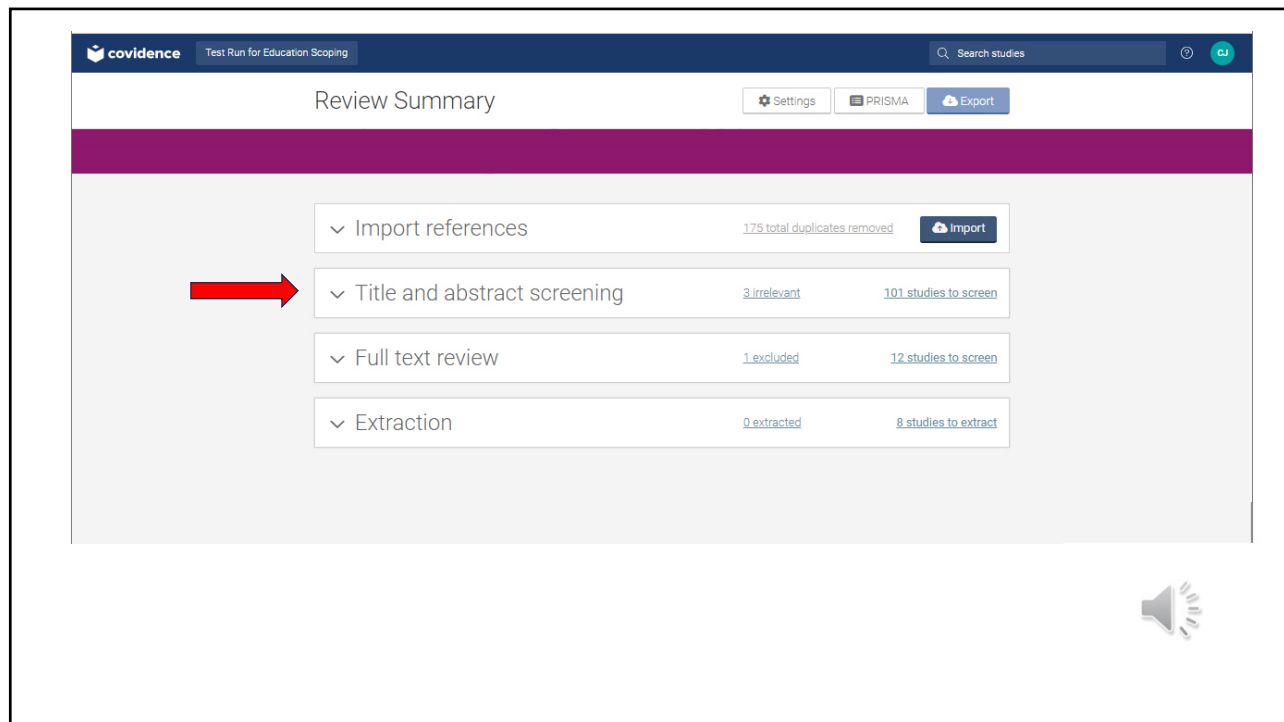 covidence Test Run for Education Scoping Search studies ? CJ
Review Summary Settings PRISMA Export
Import references 175 total duplicates removed Import
Title and abstract screening 3 irrelevant 101 studies to screen
Full text review 1 excluded 12 studies to screen
Extraction 0 extracted 8 studies to extract